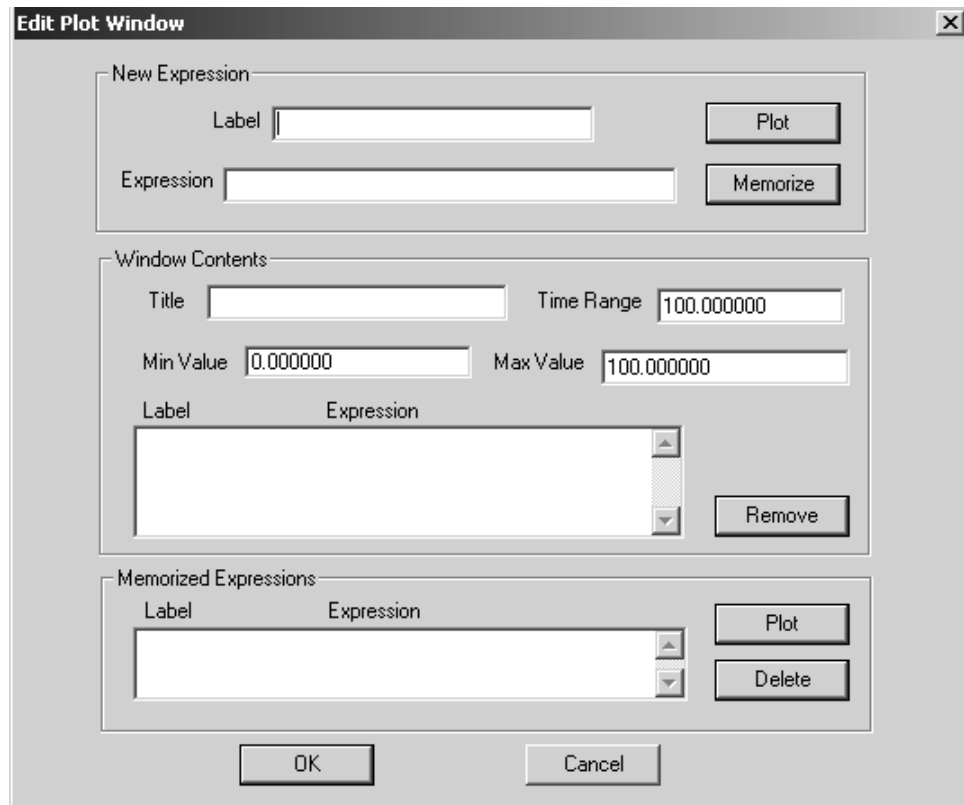 Edit Plot Window
New Expression
Label
Plot
Expression
Memorize
Window Contents
Title
Time Range 100.000000
Min Value 0.000000
Max Value 100.000000
Label Expression
Remove
Memorized Expressions
Label Expression
Plot
Delete
OK Cancel